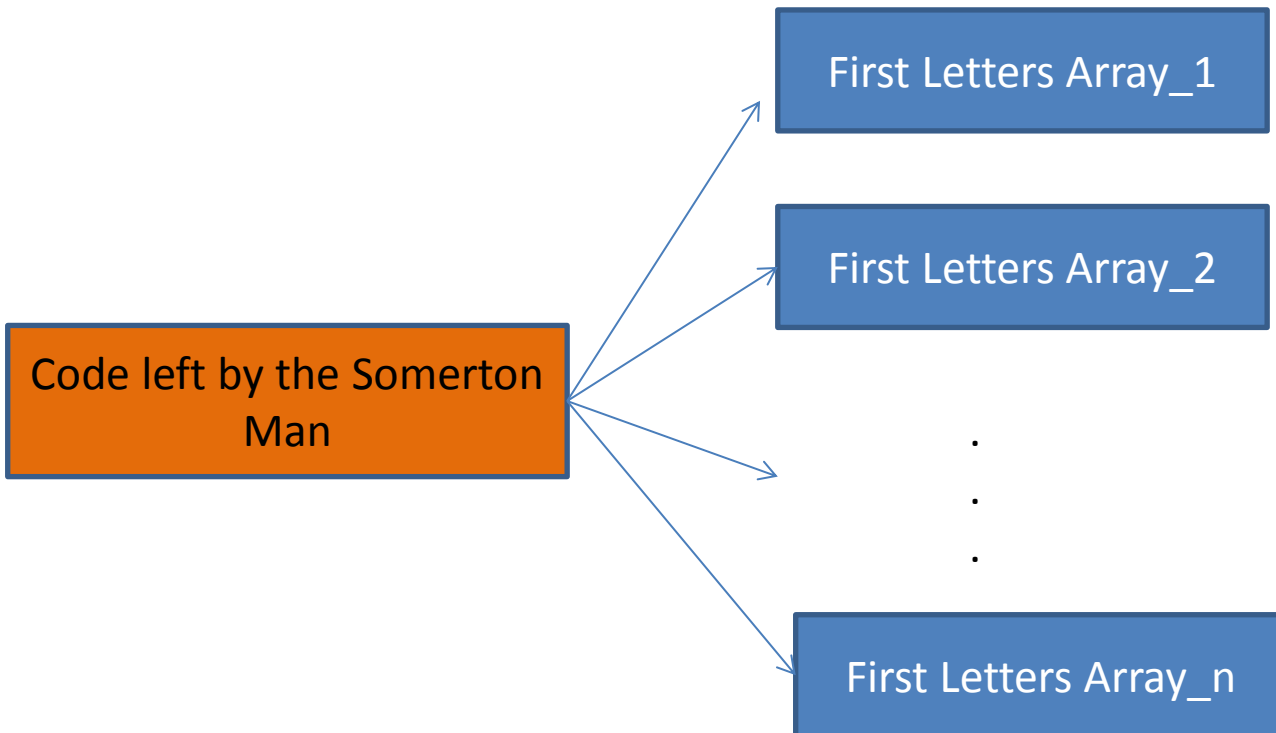 First Letters Array_1
First Letters Array_2
Code left by the Somerton
Man
.
.
.
First Letters Array_n